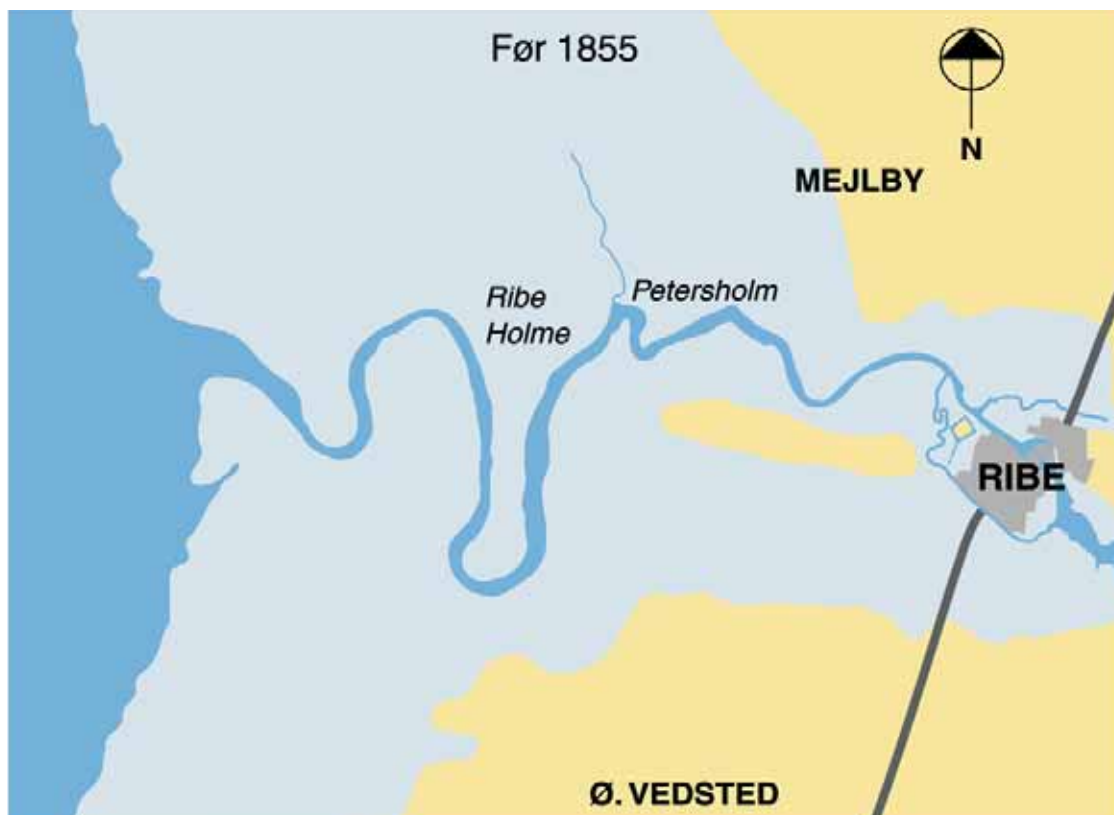 Før 1855
N
MEJLBY
Ribe
Holme
Petersholm
RIBE
Ø. VEDSTED